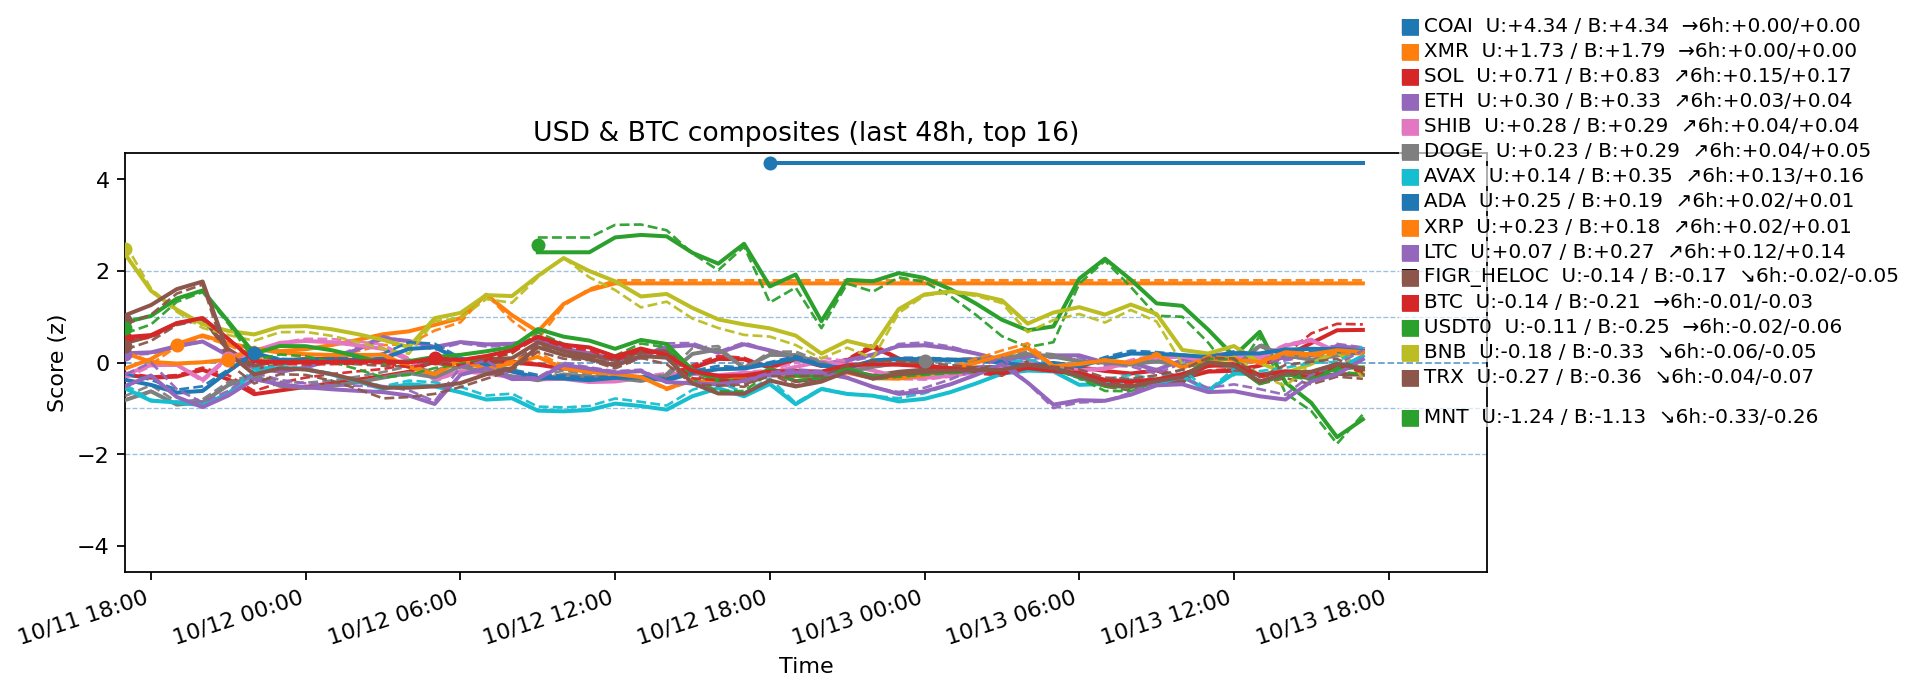 COAI  U:+4.34 / B:+4.34  →6h:+0.00/+0.00
XMR  U:+1.73 / B:+1.79  →6h:+0.00/+0.00
SOL  U:+0.71 / B:+0.83  ↗6h:+0.15/+0.17
ETH  U:+0.30 / B:+0.33  ↗6h:+0.03/+0.04
SHIB  U:+0.28 / B:+0.29  ↗6h:+0.04/+0.04
DOGE  U:+0.23 / B:+0.29  ↗6h:+0.04/+0.05
AVAX  U:+0.14 / B:+0.35  ↗6h:+0.13/+0.16
ADA  U:+0.25 / B:+0.19  ↗6h:+0.02/+0.01
XRP  U:+0.23 / B:+0.18  ↗6h:+0.02/+0.01
LTC  U:+0.07 / B:+0.27  ↗6h:+0.12/+0.14
FIGR_HELOC  U:-0.14 / B:-0.17  ↘6h:-0.02/-0.05
BTC  U:-0.14 / B:-0.21  →6h:-0.01/-0.03
USDT0  U:-0.11 / B:-0.25  →6h:-0.02/-0.06
BNB  U:-0.18 / B:-0.33  ↘6h:-0.06/-0.05
TRX  U:-0.27 / B:-0.36  ↘6h:-0.04/-0.07
MNT  U:-1.24 / B:-1.13  ↘6h:-0.33/-0.26
USD & BTC composites (last 48h, top 16)
Score (z)
4
2
0
−2
−4
10/11 18:00
10/12 00:00
10/12 06:00
10/12 12:00
10/12 18:00
10/13 00:00
10/13 06:00
10/13 12:00
10/13 18:00
Time